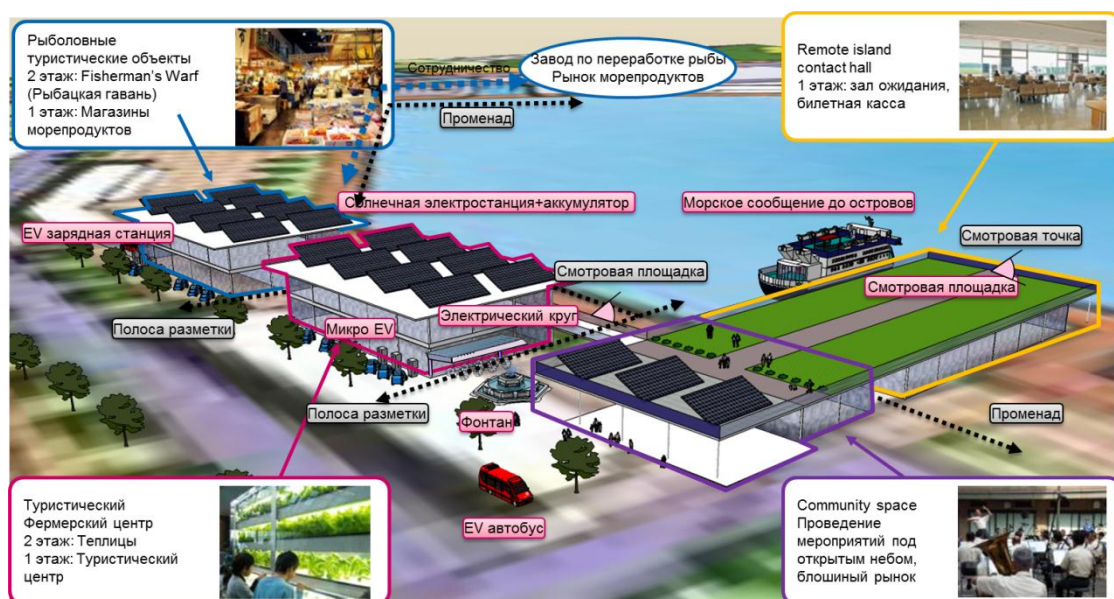 Рыболовные
туристические объекты
2 этаж: Fisherman's Warf
(Рыбацкая гавань)
1 этаж: Магазины
морепродуктов
Сотрудничество
Завод по переработке рыбы
Рынок морепродуктов
Променад
Remote island
contact hall
1 этаж: зал ожидания,
билетная касса
Солнечная электростанция+аккумулятор
Морское сообщение до островов
EV зарядная станция
Смотровая точка
Смотровая площадка
Смотровая площадка
Полоса разметки
Микро EV
Электрический круг
Полоса разметки
Фонтан
Променад
EV автобус
Туристический
Фермерский центр
2 этаж: Теплицы
1 этаж: Туристический
центр
Community space
Проведение
мероприятий под
открытым небом,
блошиный рынок